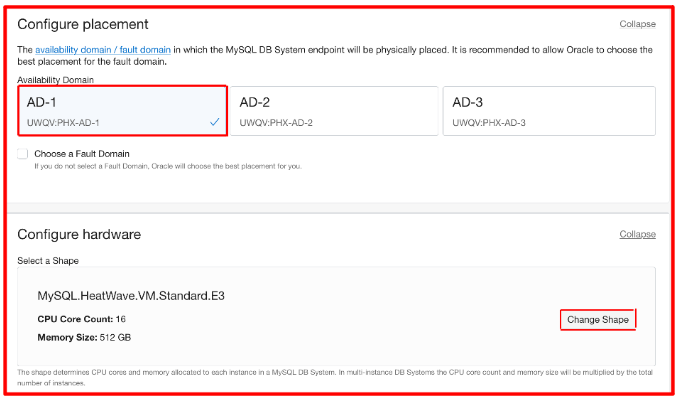 Configure placement
Collapse
The availability domain / fault domain in which the MySQL DB System endpoint will be physically placed. It is recommended to allow Oracle to choose the
best placement for the fault domain.
Availability Domain
AD-1
UWQV:PHX-AD-1
AD-2
UWQV:PHX-AD-2
AD-3
UWQV:PHX-AD-3
Choose a Fault Domain
If you do not select a Fault Domain, Oracle will choose the best placement for you.
Configure hardware
Collapse
Select a Shape
MySQL.HeatWave.VM.Standard.E3
CPU Core Count: 16
Memory Size: 512 GB
Change Shape
The shape determines CPU cores and memory allocated to each instance in a MySQL DB System. In multi-instance DB Systems the CPU core count and memory size will be multiplied by the total
number of instances.